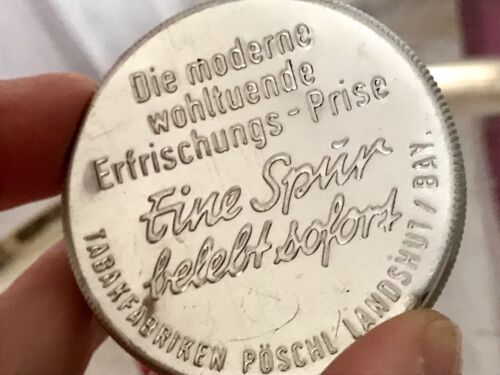 Die moderne
wohltuende
Erfrischungs-Prise
Eine Spur
belebt sofort
TABAKFABRIKEN PÖSCHL LANDSHUT/BAY.